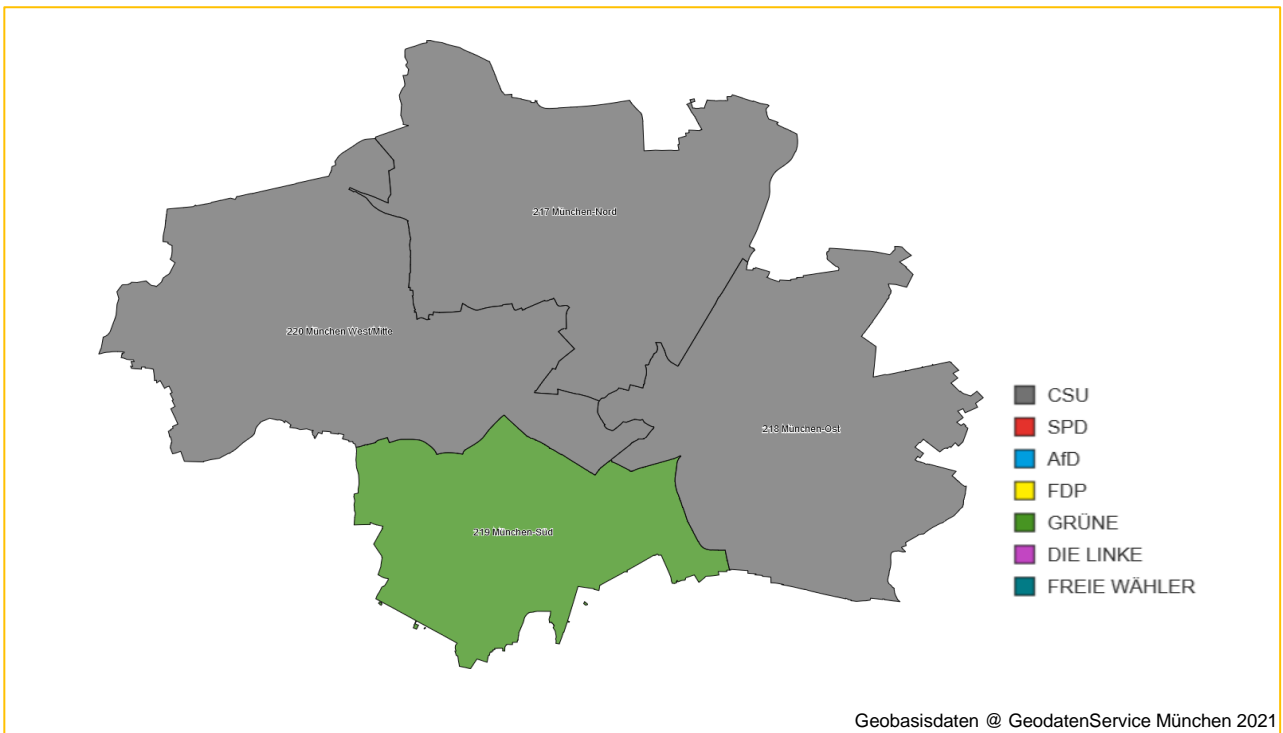 217 München-Nord
220 München West/Mitte
218 München-Ost
219 München-Süd
CSU
SPD
AfD
FDP
GRÜNE
DIE LINKE
FREIE WÄHLER
Geobasisdaten @ GeodatenService München 2021